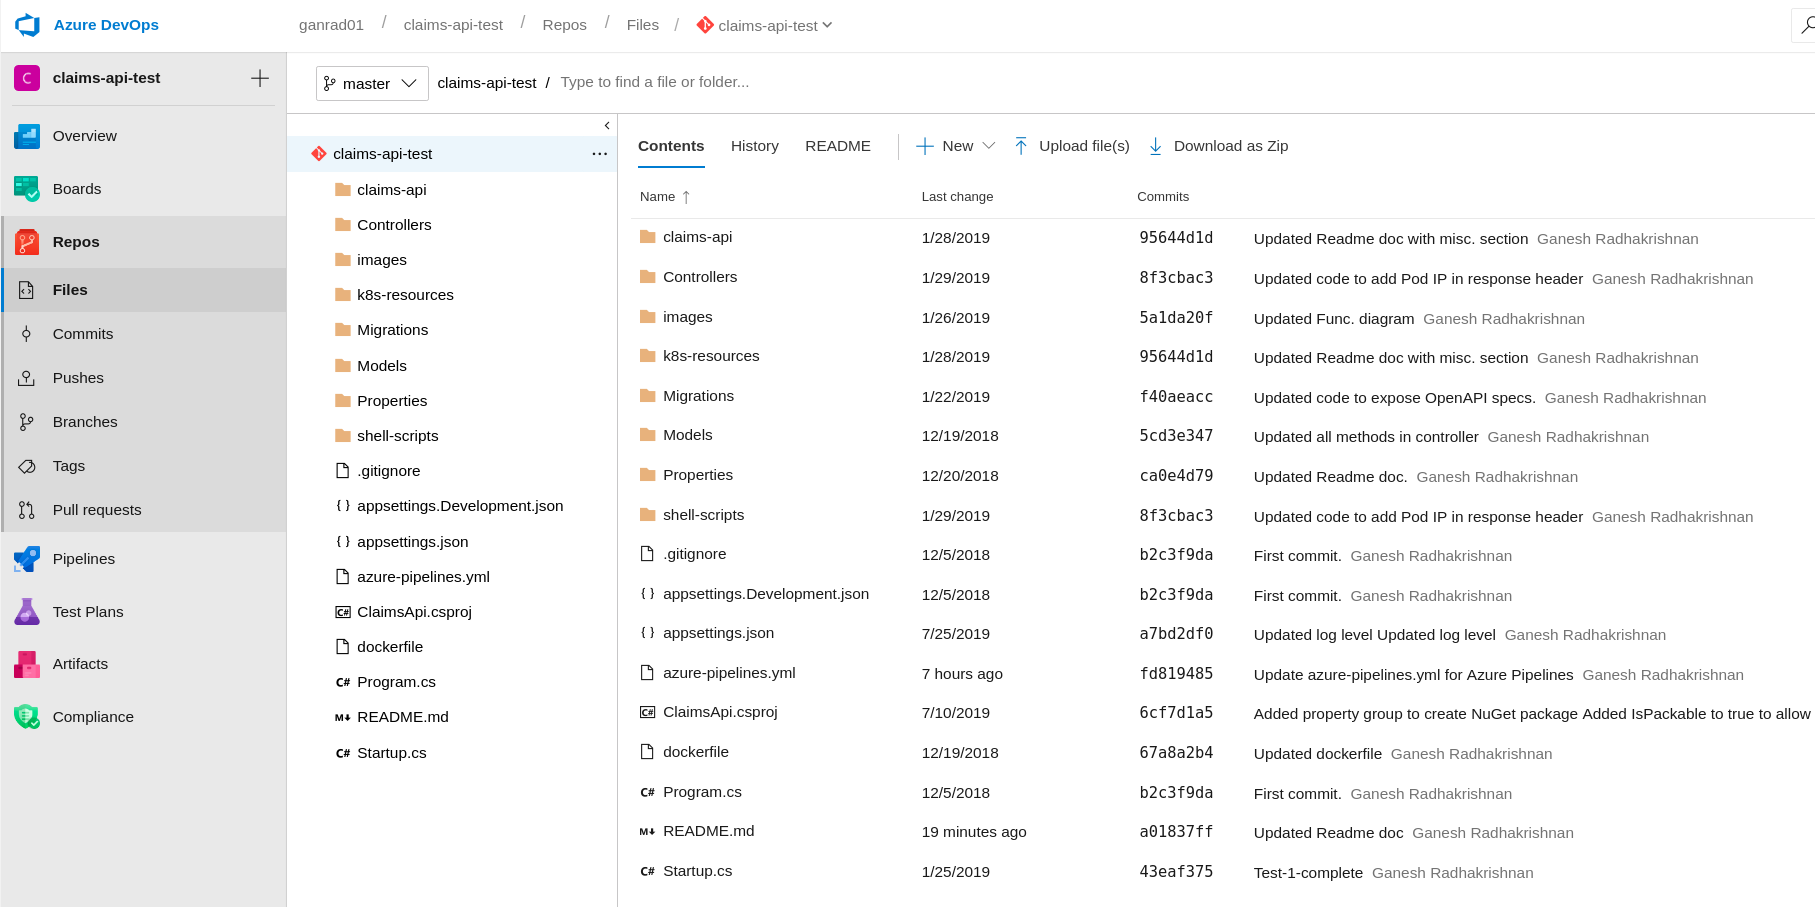 Azure DevOps
ganrad01 / claims-api-test / Repos / Files / claims-api-test
C claims-api-test
Overview
Boards
Repos
Files
Commits
Pushes
Branches
Tags
Pull requests
Pipelines
Test Plans
Artifacts
Compliance
master claims-api-test / Type to find a file or folder...
claims-api-test ...
claims-api
Controllers
images
k8s-resources
Migrations
Models
Properties
shell-scripts
.gitignore
{ } appsettings.Development.json
{ } appsettings.json
azure-pipelines.yml
C# ClaimsApi.csproj
dockerfile
C# Program.cs
M README.md
C# Startup.cs
Contents History README New Upload file(s) Download as Zip
Name ↑ Last change Commits
claims-api 1/28/2019 95644d1d Updated Readme doc with misc. section Ganesh Radhakrishnan
Controllers 1/29/2019 8f3cbac3 Updated code to add Pod IP in response header Ganesh Radhakrishnan
images 1/26/2019 5a1da20f Updated Func. diagram Ganesh Radhakrishnan
k8s-resources 1/28/2019 95644d1d Updated Readme doc with misc. section Ganesh Radhakrishnan
Migrations 1/22/2019 f40aeacc Updated code to expose OpenAPI specs. Ganesh Radhakrishnan
Models 12/19/2018 5cd3e347 Updated all methods in controller Ganesh Radhakrishnan
Properties 12/20/2018 ca0e4d79 Updated Readme doc. Ganesh Radhakrishnan
shell-scripts 1/29/2019 8f3cbac3 Updated code to add Pod IP in response header Ganesh Radhakrishnan
.gitignore 12/5/2018 b2c3f9da First commit. Ganesh Radhakrishnan
{ } appsettings.Development.json 12/5/2018 b2c3f9da First commit. Ganesh Radhakrishnan
{ } appsettings.json 7/25/2019 a7bd2df0 Updated log level Updated log level Ganesh Radhakrishnan
azure-pipelines.yml 7 hours ago fd819485 Update azure-pipelines.yml for Azure Pipelines Ganesh Radhakrishnan
C# ClaimsApi.csproj 7/10/2019 6cf7d1a5 Added property group to create NuGet package Added IsPackable to true to allow
dockerfile 12/19/2018 67a8a2b4 Updated dockerfile Ganesh Radhakrishnan
C# Program.cs 12/5/2018 b2c3f9da First commit. Ganesh Radhakrishnan
M README.md 19 minutes ago a01837ff Updated Readme doc Ganesh Radhakrishnan
C# Startup.cs 1/25/2019 43eaf375 Test-1-complete Ganesh Radhakrishnan